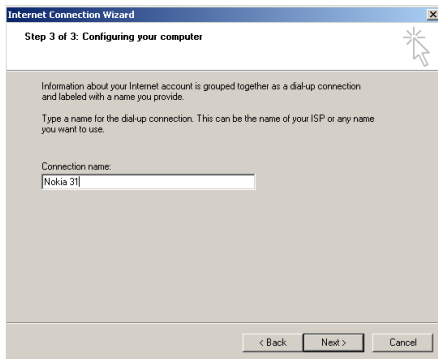 Internet Connection Wizard
Step 3 of 3: Configuring your computer
Information about your Internet account is grouped together as a dial-up connection
and labeled with a name you provide.
Type a name for the dial-up connection. This can be the name of your ISP or any name
you want to use.
Connection name:
Nokia 31
< Back Next > Cancel